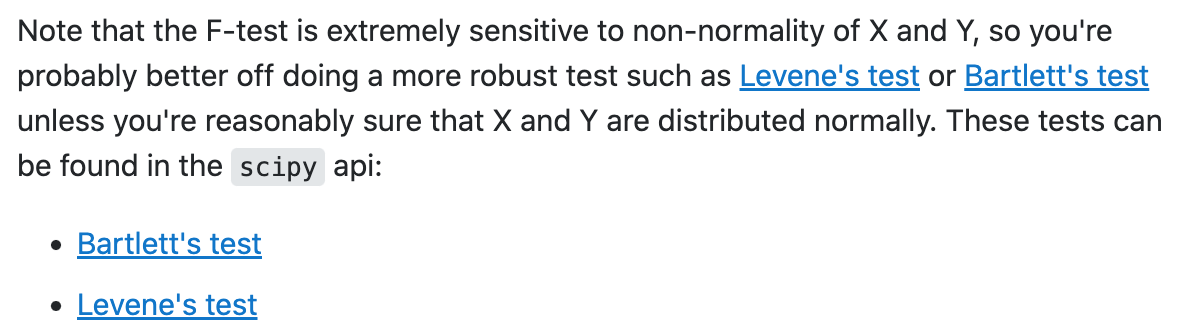 Note that the F-test is extremely sensitive to non-normality of X and Y, so you're
probably better off doing a more robust test such as Levene's test or Bartlett's test
unless you're reasonably sure that X and Y are distributed normally. These tests can
be found in the scipy api:
• Bartlett's test
• Levene's test